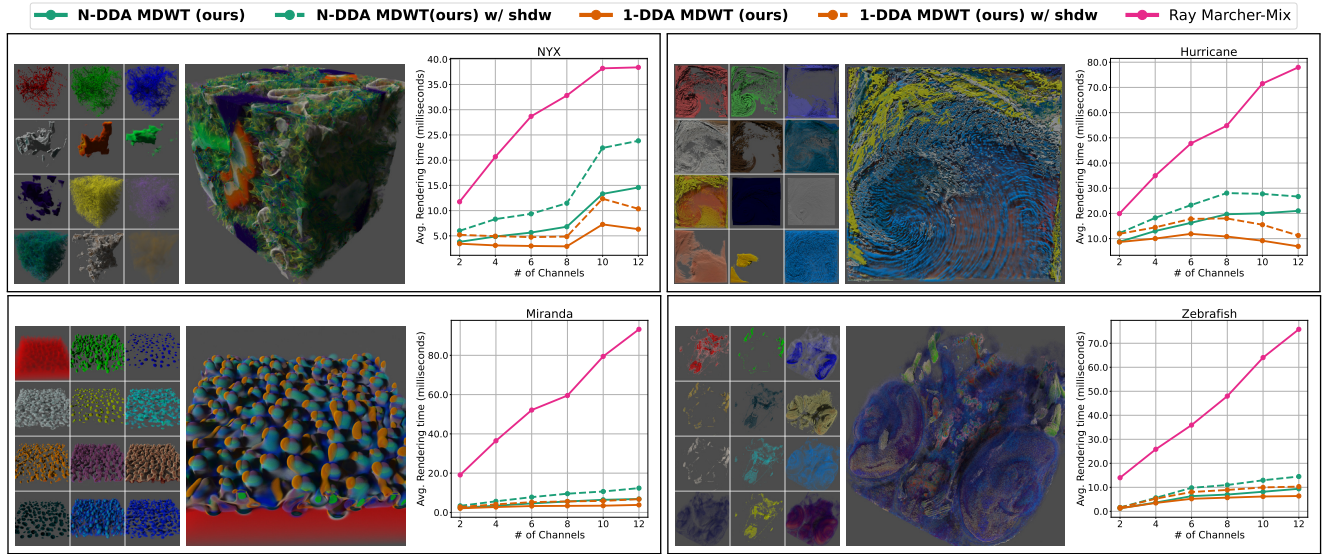 N-DDA MDWT (ours) N-DDA MDWT(ours) w/ shdw 1-DDA MDWT (ours) 1-DDA MDWT (ours) w/ shdw Ray Marcher-Mix
NYX
Avg. Rendering time (milliseconds)
40.0
35.0
30.0
25.0
20.0
15.0
10.0
5.0
2 4 6 8 10 12
# of Channels
Hurricane
Avg. Rendering time (milliseconds)
80.0
70.0
60.0
50.0
40.0
30.0
20.0
10.0
2 4 6 8 10 12
# of Channels
Miranda
Avg. Rendering time (milliseconds)
80.0
60.0
40.0
20.0
0.0
2 4 6 8 10 12
# of Channels
Zebrafish
Avg. Rendering time (milliseconds)
70.0
60.0
50.0
40.0
30.0
20.0
10.0
0.0
2 4 6 8 10 12
# of Channels